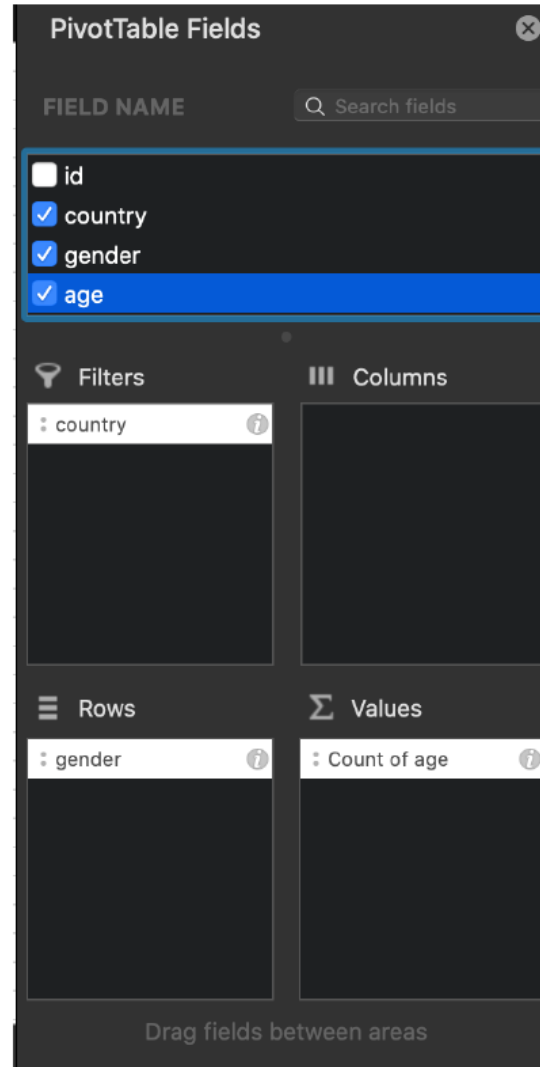 PivotTable Fields
FIELD NAME
Search fields
id
country
gender
age
Filters
Columns
country
Rows
Values
gender
Count of age
Drag fields between areas